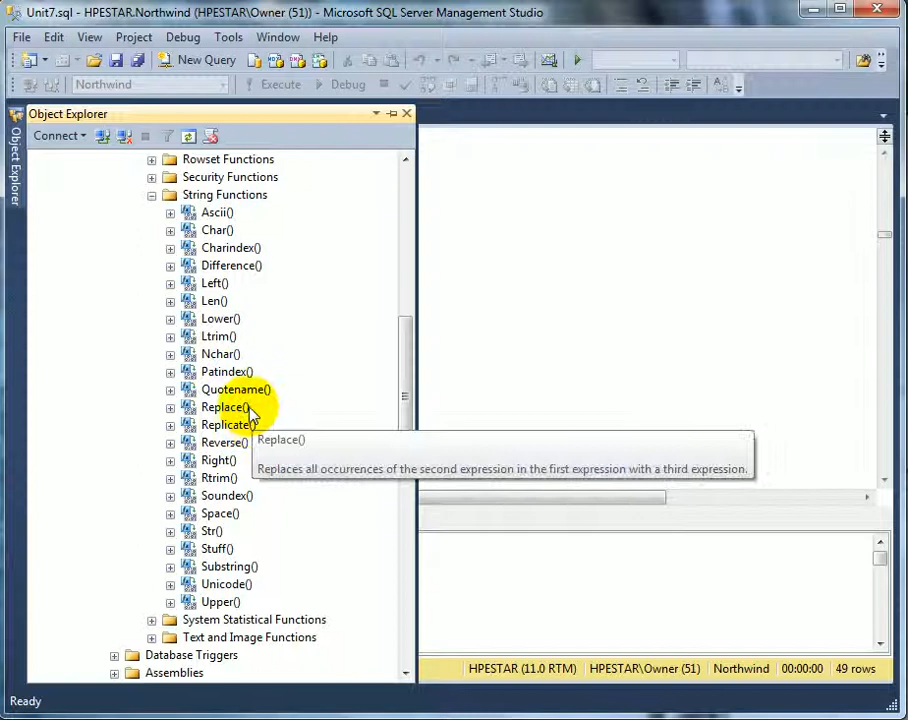 Unit7.sql - HPESTAR.Northwind (HPESTAR\Owner (51)) - Microsoft SQL Server Management Studio
File Edit View Project Debug Tools Window Help
New Query
Northwind Execute Debug
Object Explorer
Object Explorer
Connect
Rowset Functions
Security Functions
String Functions
Ascii()
Char()
Charindex()
Difference()
Left()
Len()
Lower()
Ltrim()
Nchar()
Patindex()
Quotename()
Replace()
Replicate()
Reverse()
Right()
Rtrim()
Soundex()
Space()
Str()
Stuff()
Substring()
Unicode()
Upper()
System Statistical Functions
Text and Image Functions
Database Triggers
Assemblies
Replace()
Replaces all occurrences of the second expression in the first expression with a third expression.
HPESTAR (11.0 RTM) HPESTAR\Owner (51) Northwind 00:00:00 49 rows
Ready